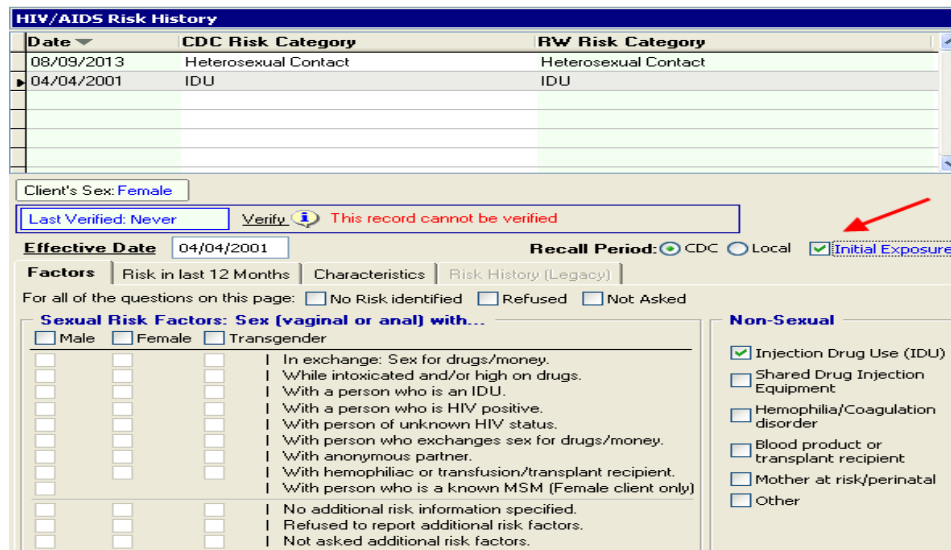 HIV/AIDS Risk History
Date CDC Risk Category RW Risk Category
08/09/2013 Heterosexual Contact Heterosexual Contact
04/04/2001 IDU IDU
Client's Sex: Female
Last Verified: Never Verify This record cannot be verified
Effective Date 04/04/2001 Recall Period: CDC Local Initial Exposure
Factors Risk in last 12 Months Characteristics Risk History (Legacy)
For all of the questions on this page: No Risk identified Refused Not Asked
Sexual Risk Factors: Sex (vaginal or anal) with...
Male Female Transgender
In exchange: Sex for drugs/money.
While intoxicated and/or high on drugs.
With a person who is an IDU.
With a person who is HIV positive.
With person of unknown HIV status.
With person who exchanges sex for drugs/money.
With anonymous partner.
With hemophiliac or transfusion/transplant recipient.
With person who is a known MSM (Female client only)
No additional risk information specified.
Refused to report additional risk factors.
Not asked additional risk factors.
Non-Sexual
Injection Drug Use (IDU)
Shared Drug Injection
Equipment
Hemophilia/Coagulation
disorder
Blood product or
transplant recipient
Mother at risk/perinatal
Other